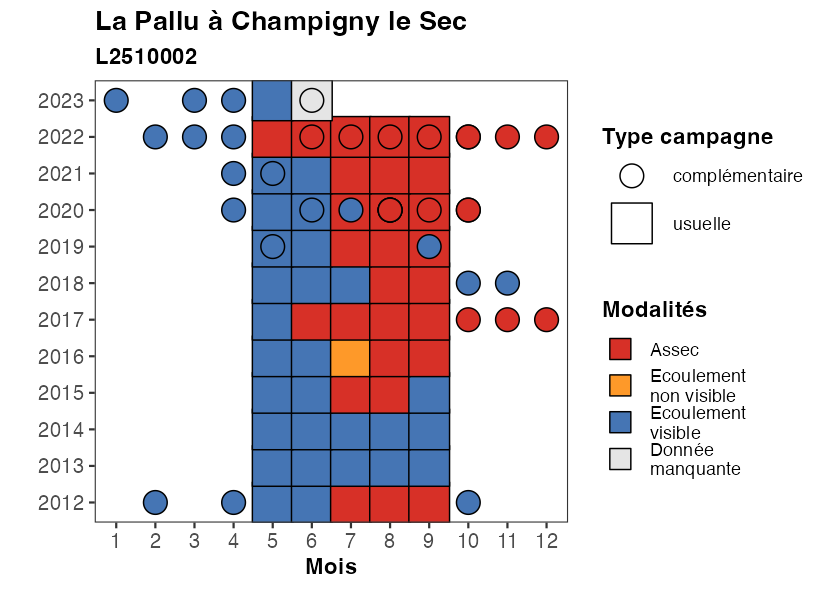 La Pallu à Champigny le Sec
L2510002
2023
2022
2021
2020
2019
2018
2017
2016
2015
2014
2013
2012
1 2 3 4 5 6 7 8 9 10 11 12
Mois
Type campagne
complémentaire
usuelle
Modalités
Assec
Ecoulement
non visible
Ecoulement
visible
Donnée
manquante